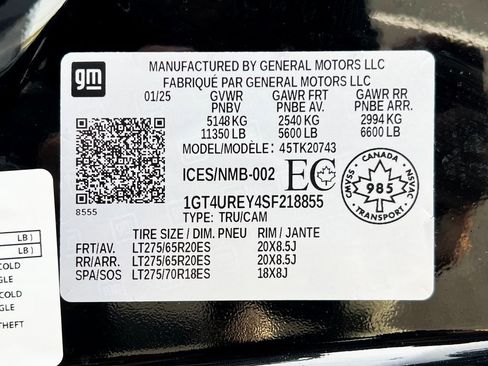 gm
MANUFACTURED BY GENERAL MOTORS LLC
FABRIQUÉ PAR GENERAL MOTORS LLC
01/25 GVWR GAWR FRT GAWR RR
PNBV PNBE AV. PNBE ARR.
5148 KG 2540 KG 2994 KG
11350 LB 5600 LB 6600 LB
MODEL/MODÈLE: 45TK20743
ICES/NMB-002 EC
8555
1GT4UREY4SF218855
TYPE: TRU/CAM
CANADA
CMVSS NSVAC
985
TRANSPORT
TIRE SIZE / DIM. PNEU RIM / JANTE
FRT/AV. LT275/65R20ES 20X8.5J
RR/ARR. LT275/65R20ES 20X8.5J
SPA/SOS LT275/70R18ES 18X8J
LB )
LB )
COLD
GLE
COLD
GLE
THEFT